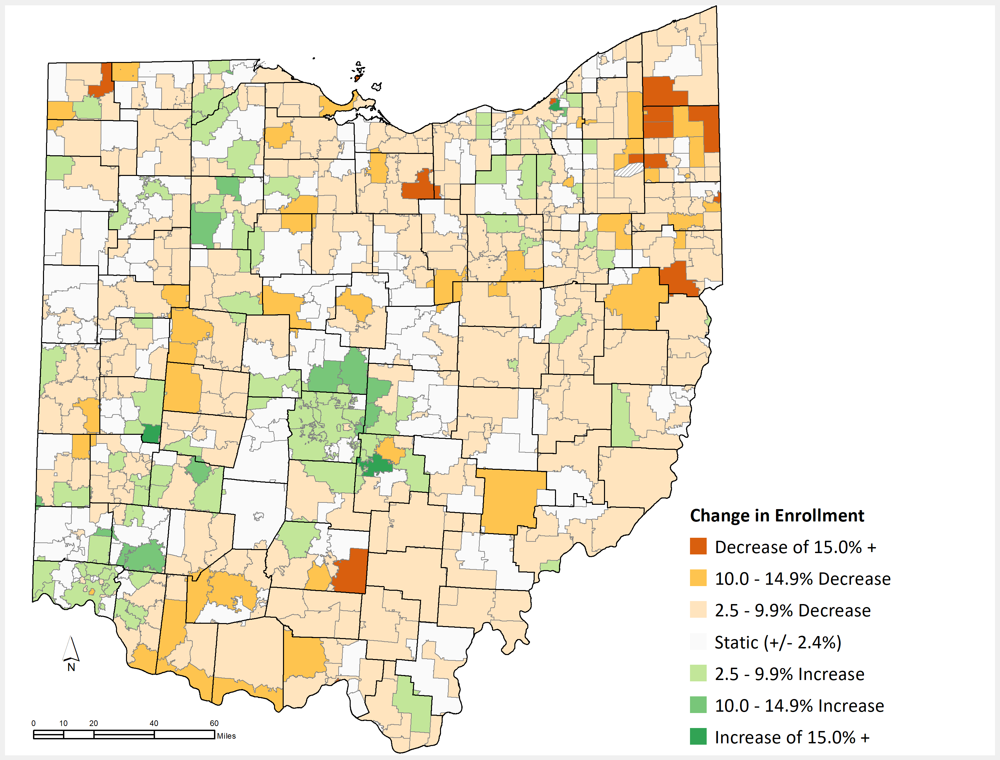 Change in Enrollment
Decrease of 15.0% +
10.0 - 14.9% Decrease
2.5 - 9.9% Decrease
Static (+/- 2.4%)
2.5 - 9.9% Increase
10.0 - 14.9% Increase
Increase of 15.0% +
N
0 10 20 40 60
Miles